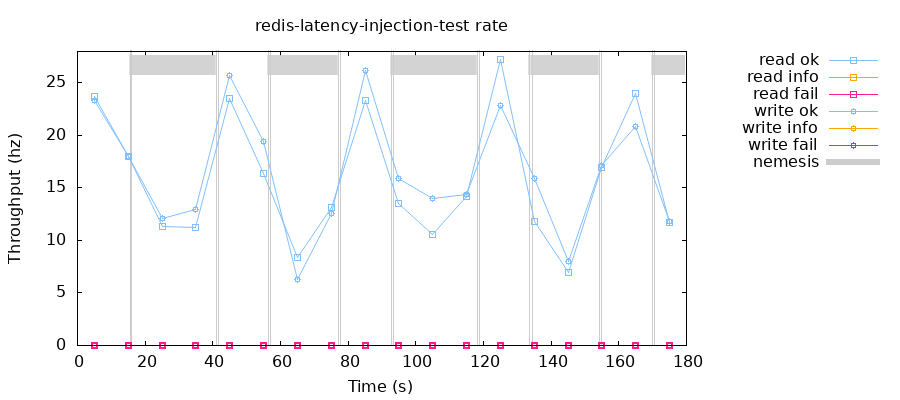 redis-latency-injection-test rate
Throughput (hz)
25
20
15
10
5
0
0 20 40 60 80 100 120 140 160 180
Time (s)
read ok
read info
read fail
write ok
write info
write fail
nemesis